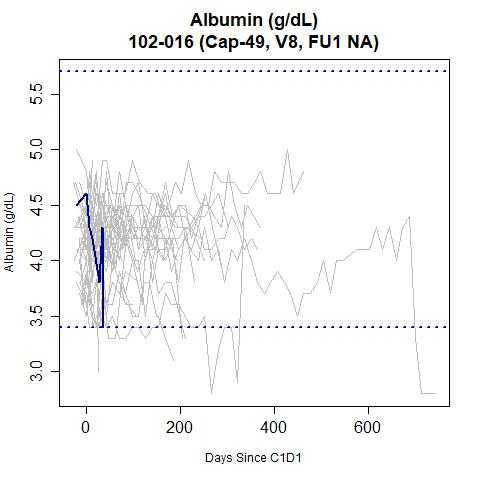 Albumin (g/dL)
102-016 (Cap-49, V8, FU1 NA)
Albumin (g/dL)
5.5
5.0
4.5
4.0
3.5
3.0
0 200 400 600
Days Since C1D1